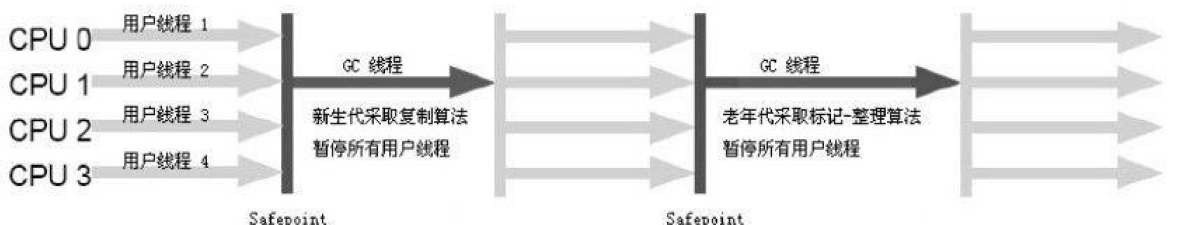 CPU 0
用户线程 1
CPU 1
用户线程 2
CPU 2
用户线程 3
CPU 3
用户线程 4
GC 线程
新生代采取复制算法
暂停所有用户线程
Safepoint
GC 线程
老年代采取标记-整理算法
暂停所有用户线程
Safepoint